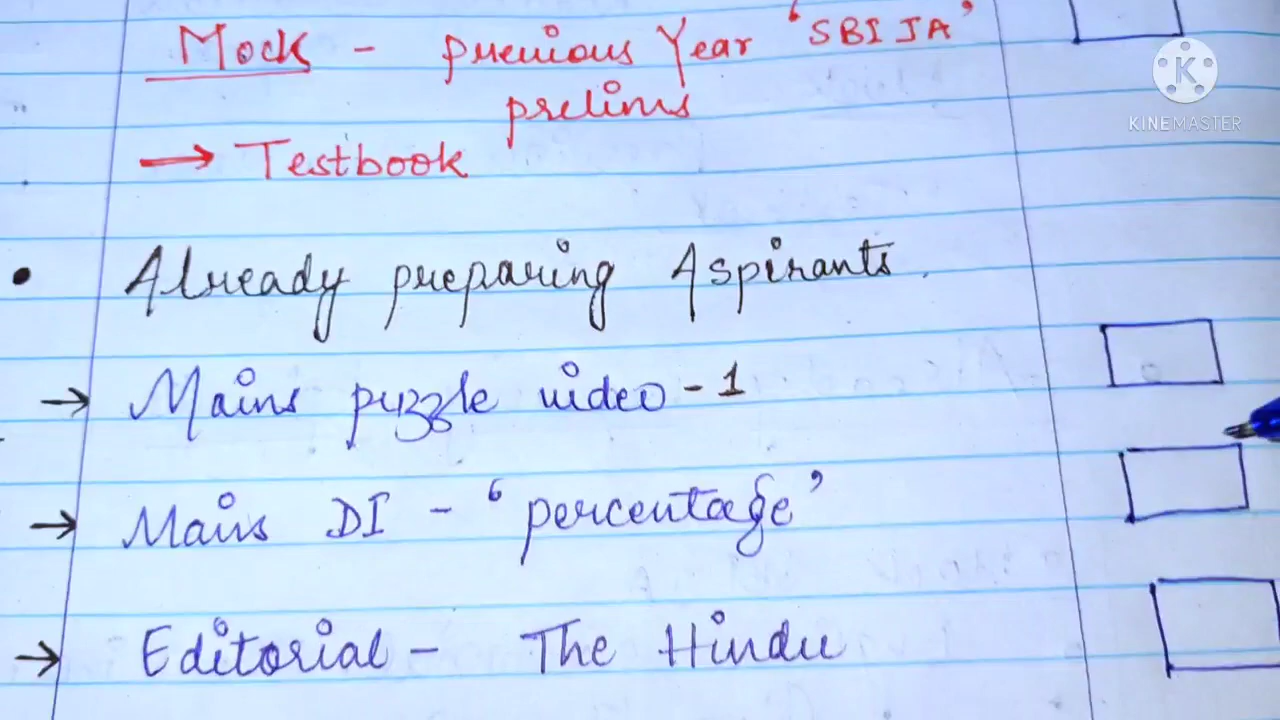 Mock - previous Year 'SBI JA'
prelims
→ Testbook
• Already preparing Aspirants.
→ Mains puzzle video - 1
→ Mains DI - 'percentage'
→ Editorial - The Hindu
K
KINEMASTER